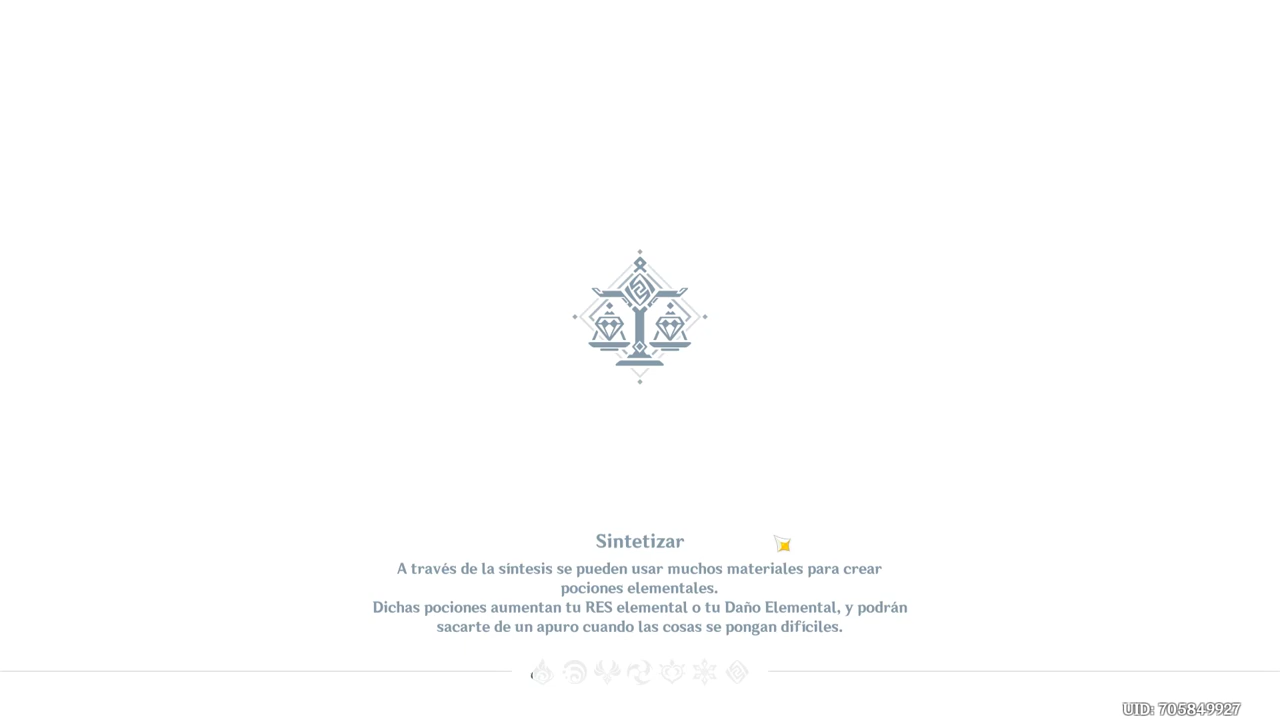 Sintetizar
A través de la síntesis se pueden usar muchos materiales para crear
pociones elementales.
Dichas pociones aumentan tu RES elemental o tu Daño Elemental, y podrán
sacarte de un apuro cuando las cosas se pongan difíciles.
UID: 705849927